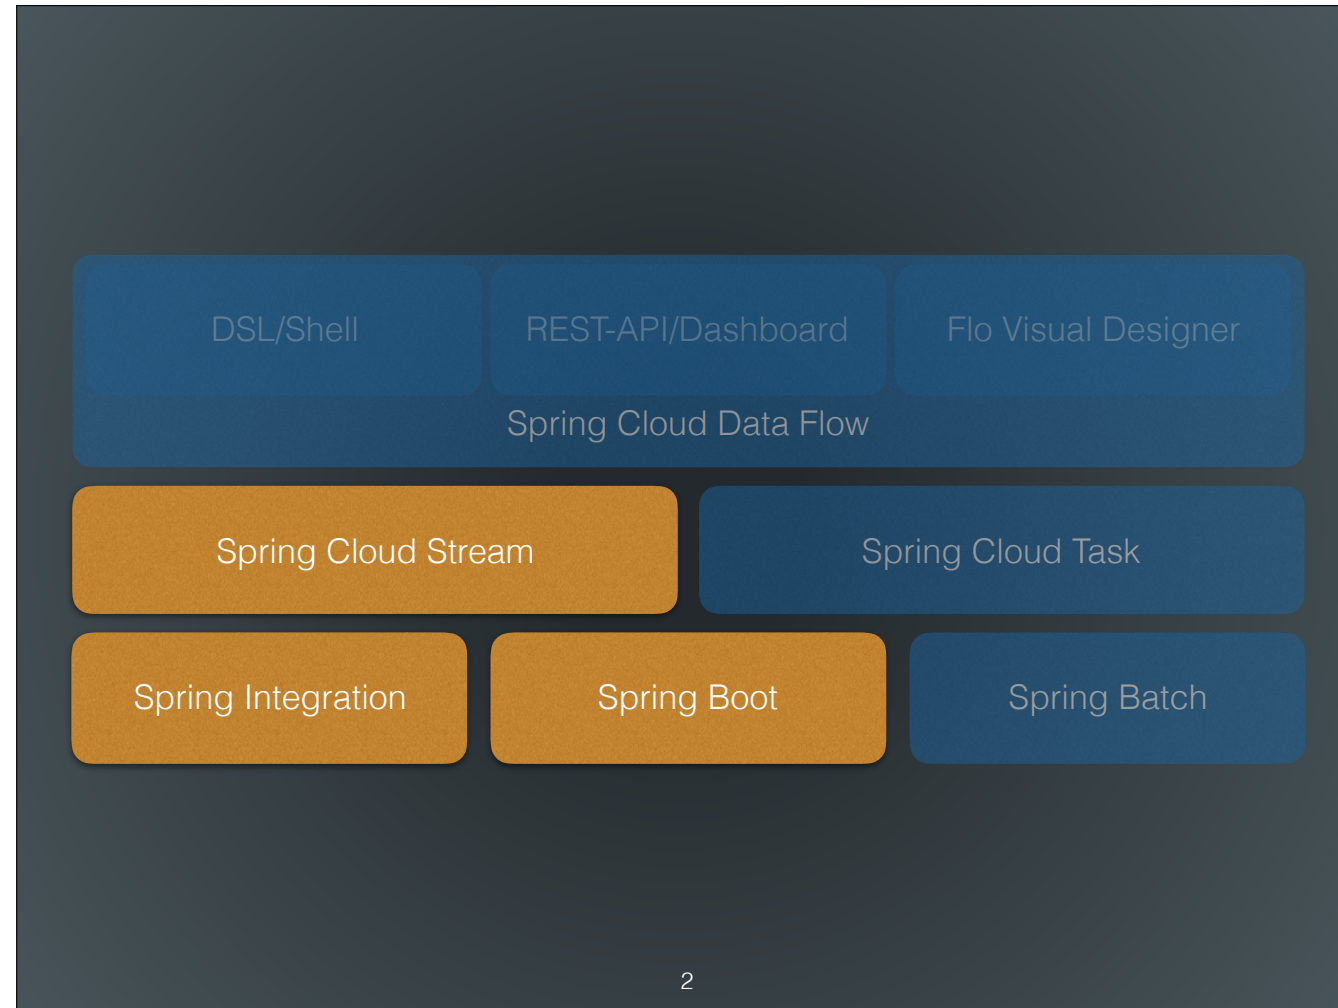 DSL/Shell
REST-API/Dashboard
Flo Visual Designer
Spring Cloud Data Flow
Spring Cloud Stream
Spring Cloud Task
Spring Integration
Spring Boot
Spring Batch
2